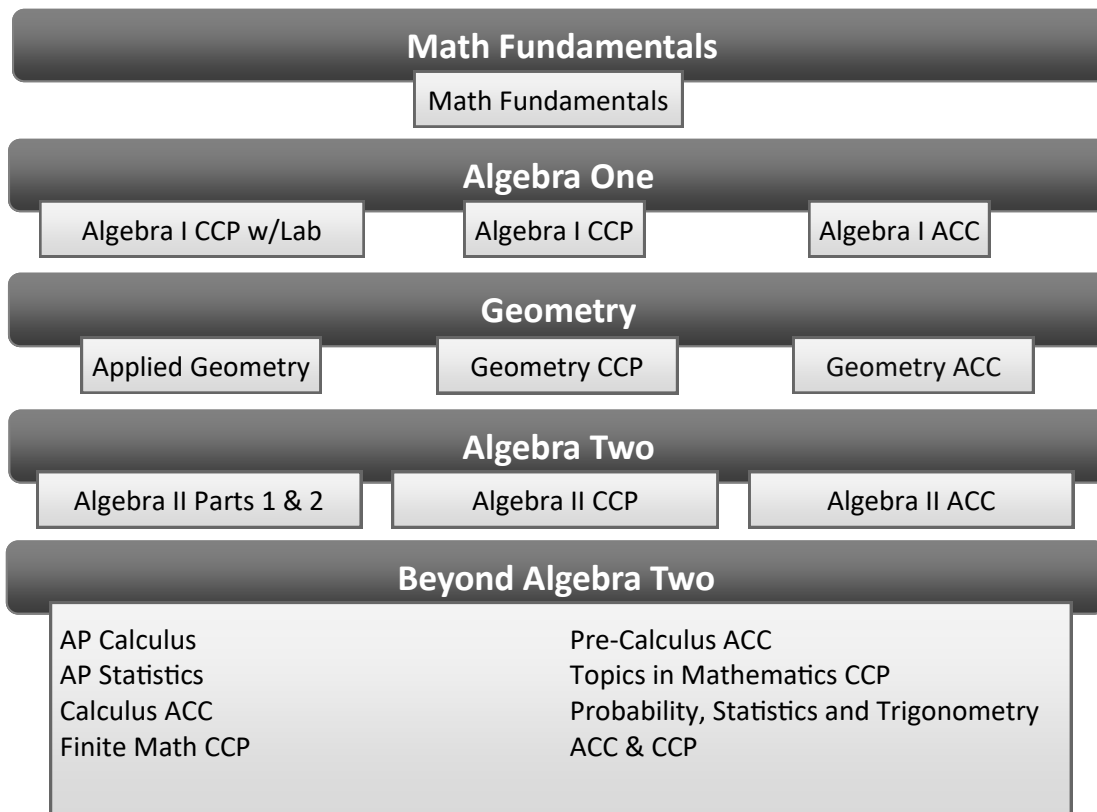 Math Fundamentals
Math Fundamentals
Algebra One
Algebra I CCP w/Lab
Algebra I CCP
Algebra I ACC
Geometry
Applied Geometry
Geometry CCP
Geometry ACC
Algebra Two
Algebra II Parts 1 & 2
Algebra II CCP
Algebra II ACC
Beyond Algebra Two
AP Calculus
AP Statistics
Calculus ACC
Finite Math CCP
Pre-Calculus ACC
Topics in Mathematics CCP
Probability, Statistics and Trigonometry
ACC & CCP